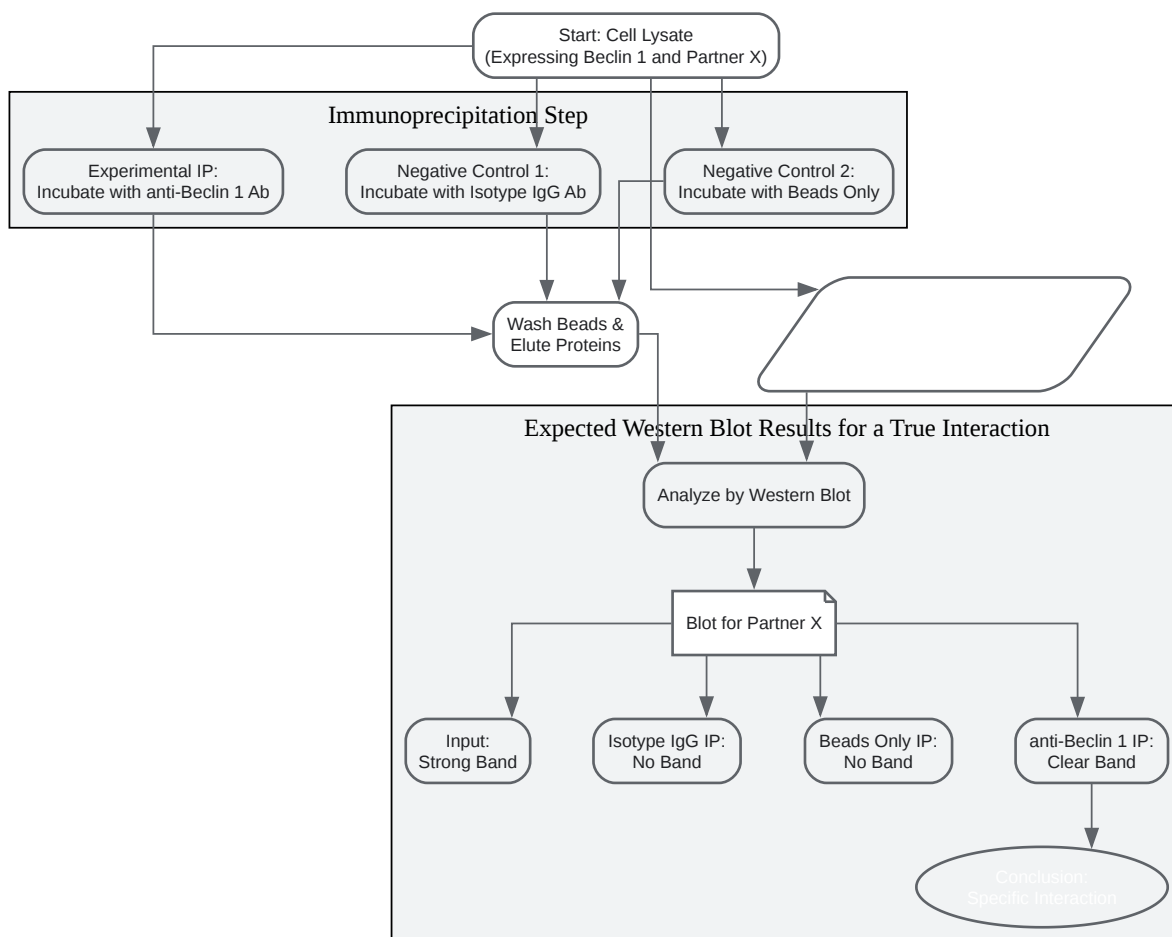 Start: Cell Lysate
(Expressing Beclin 1 and Partner X)
Immunoprecipitation Step
Experimental IP:
Incubate with anti-Beclin 1 Ab
Negative Control 1:
Incubate with Isotype IgG Ab
Negative Control 2:
Incubate with Beads Only
Wash Beads &
Elute Proteins
Expected Western Blot Results for a True Interaction
Analyze by Western Blot
Blot for Partner X
Input:
Strong Band
Isotype IgG IP:
No Band
Beads Only IP:
No Band
anti-Beclin 1 IP:
Clear Band
Conclusion:
Specific Interaction